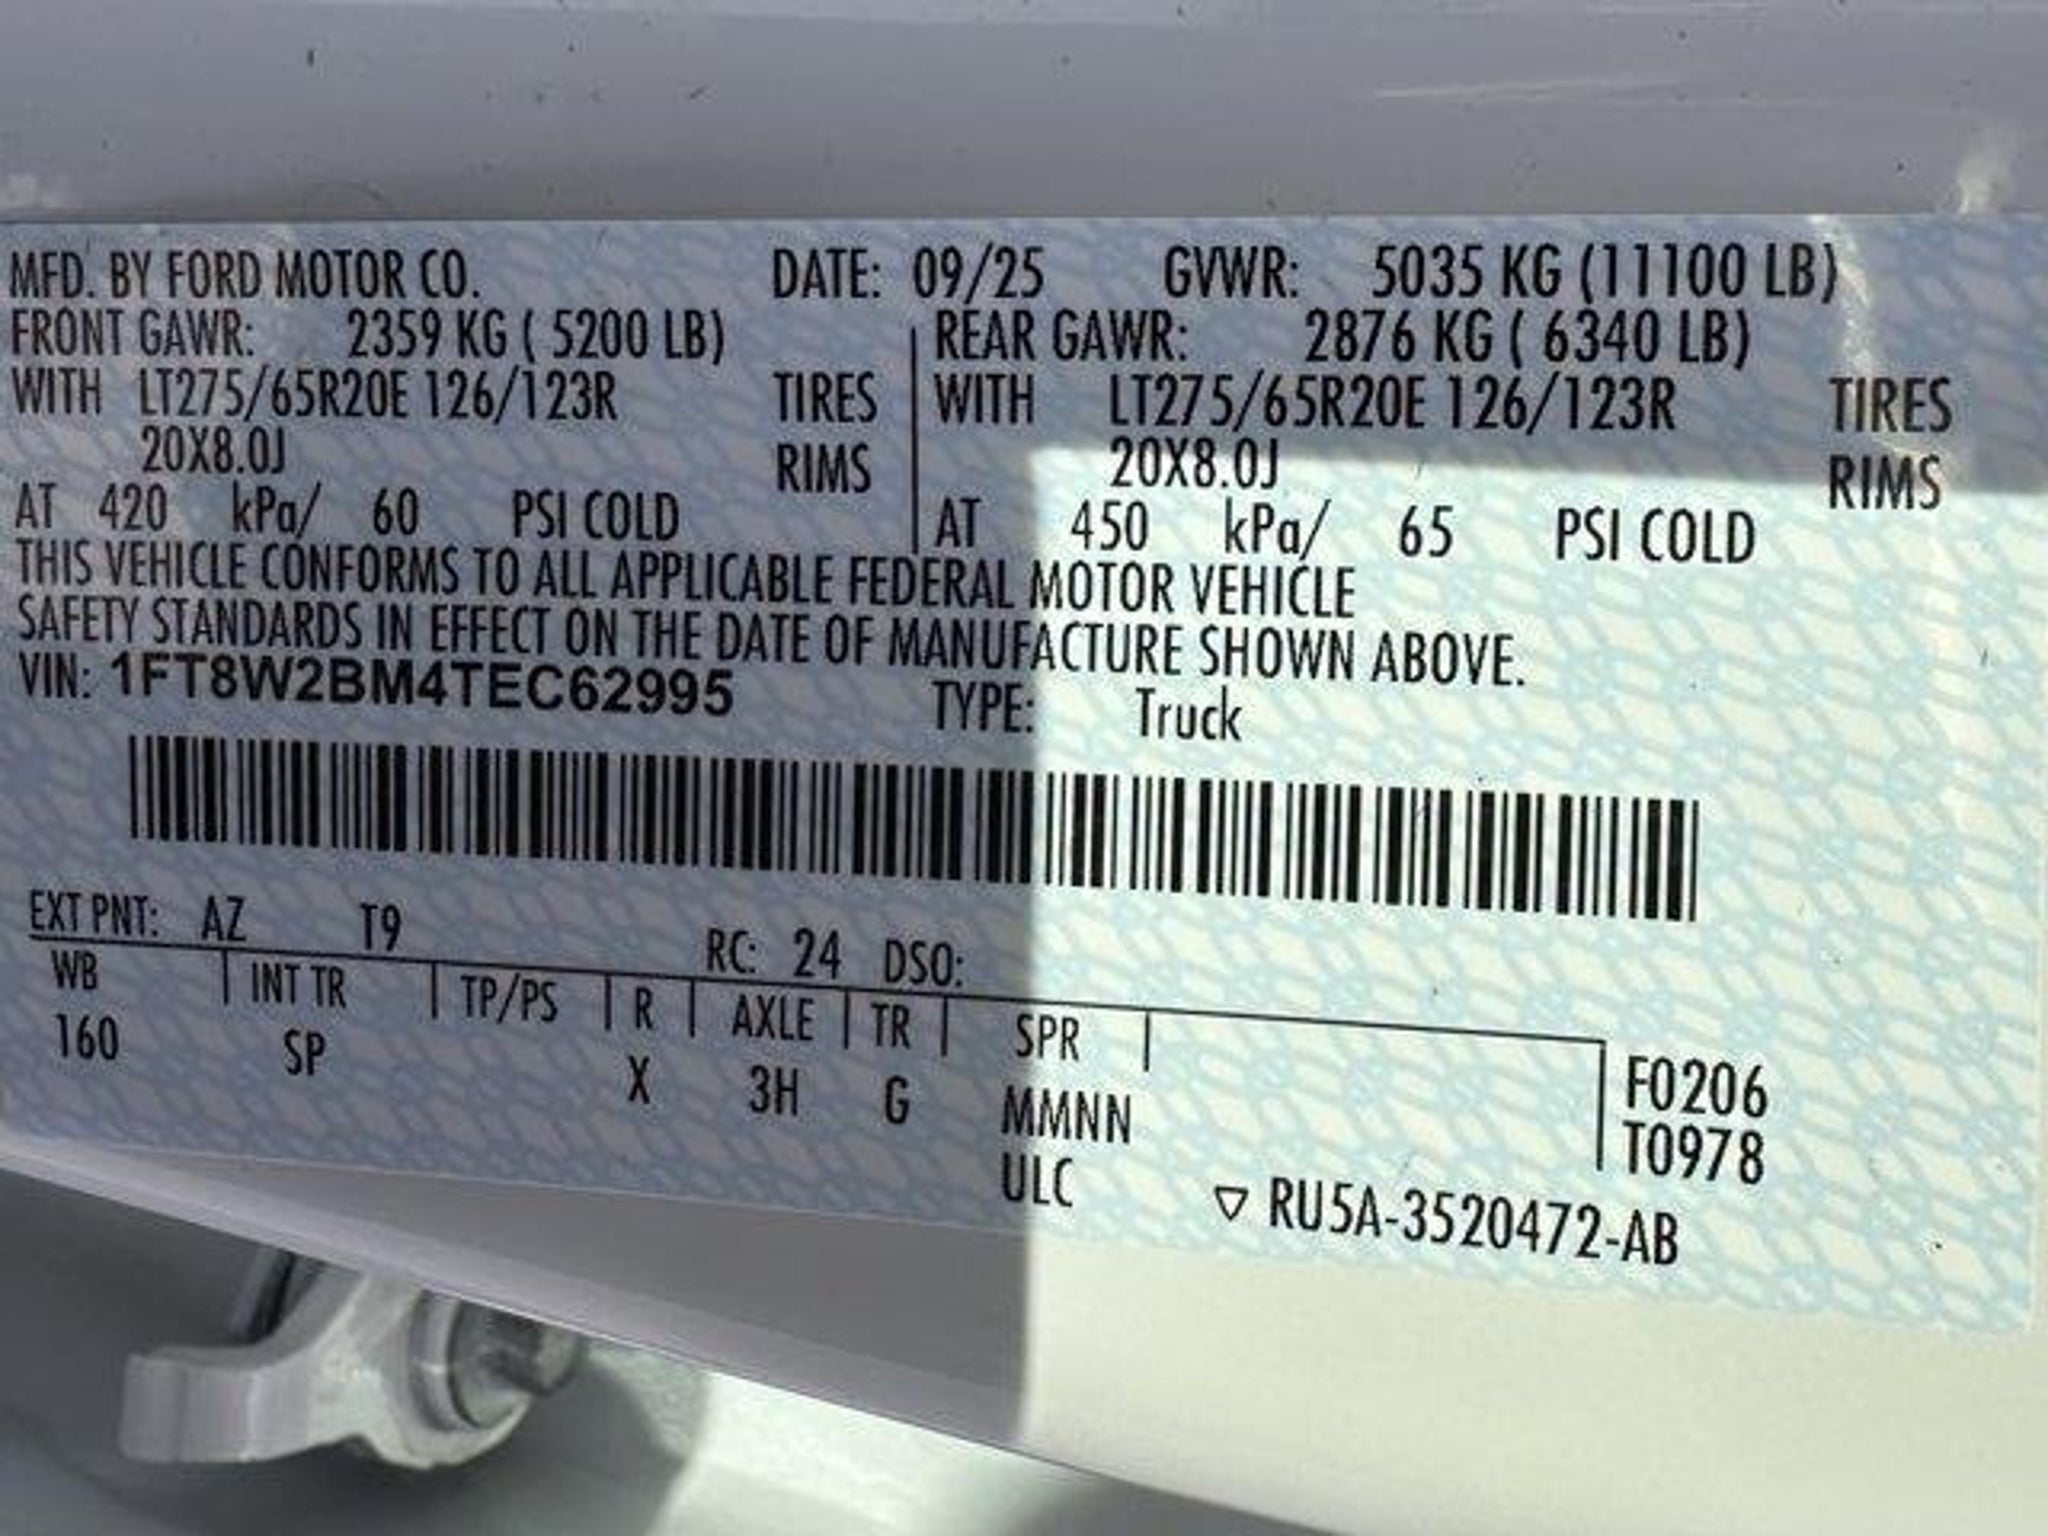 MFD. BY FORD MOTOR CO. DATE: 09/25 GVWR: 5035 KG (11100 LB)
FRONT GAWR: 2359 KG ( 5200 LB) REAR GAWR: 2876 KG ( 6340 LB)
WITH LT275/65R20E 126/123R TIRES WITH LT275/65R20E 126/123R TIRES
20X8.0J RIMS 20X8.0J RIMS
AT 420 kPa/ 60 PSI COLD AT 450 kPa/ 65 PSI COLD
THIS VEHICLE CONFORMS TO ALL APPLICABLE FEDERAL MOTOR VEHICLE
SAFETY STANDARDS IN EFFECT ON THE DATE OF MANUFACTURE SHOWN ABOVE.
VIN: 1FT8W2BM4TEC62995 TYPE: Truck
EXT PNT: AZ T9 RC: 24 DSO:
WB INT TR TP/PS R AXLE TR SPR
160 SP X 3H G MMNN F0206
ULC T0978
▽ RU5A-3520472-AB